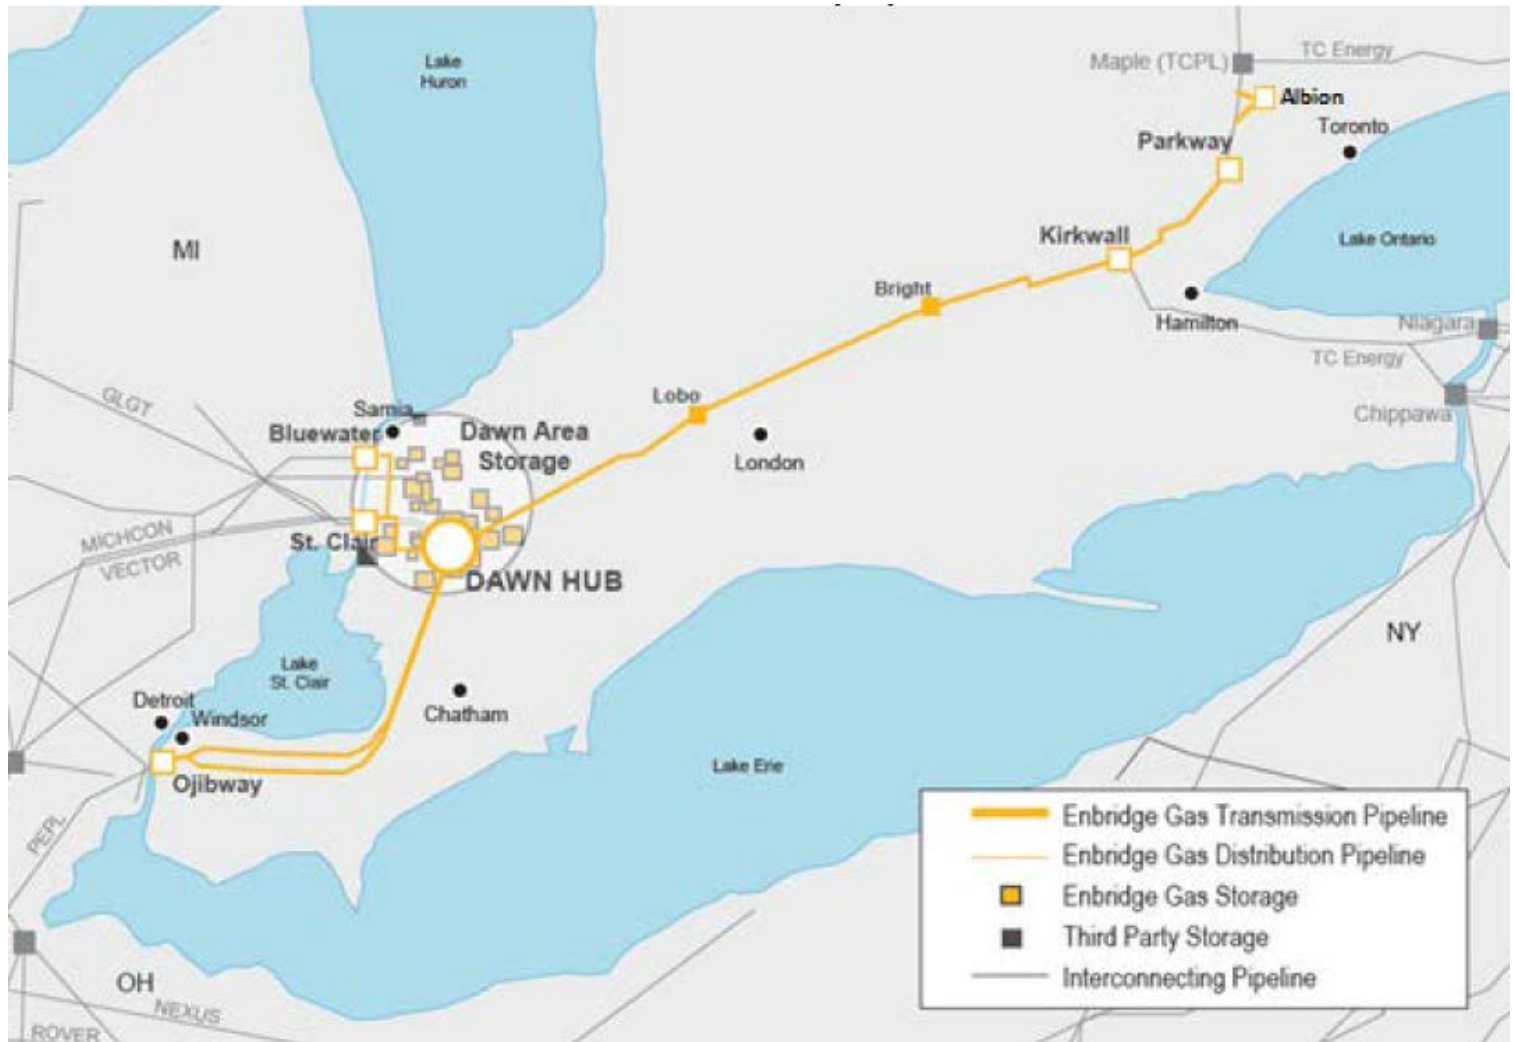 Lake
Huron
Maple (TCPL)
TC Energy
Albion
Toronto
Parkway
MI
Kirkwall
Lake Ontario
Bright
Hamilton
Niagara
TC Energy
GLGT
Lobo
Sarnia
Chippawa
Bluewater
Dawn Area
Storage
London
MICHCON
St. Clair
VECTOR
DAWN HUB
NY
Lake
St. Clair
Detroit
Windsor
Chatham
Lake Erie
Ojibway
PEPL
Enbridge Gas Transmission Pipeline
Enbridge Gas Distribution Pipeline
Enbridge Gas Storage
Third Party Storage
Interconnecting Pipeline
OH
NEXUS
ROVER